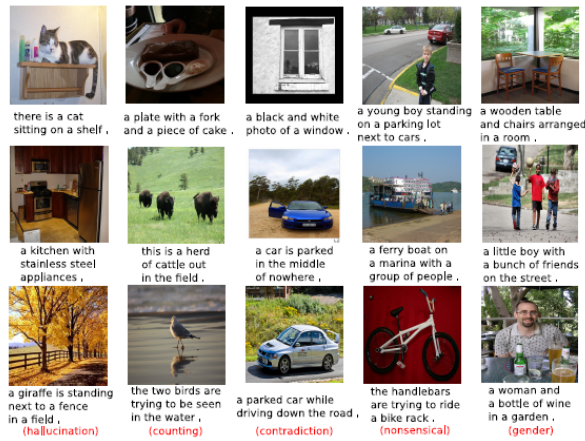 there is a cat
sitting on a shelf .
a plate with a fork
and a piece of cake .
a black and white
photo of a window .
a young boy standing
on a parking lot
next to cars .
a wooden table
and chairs arranged
in a room .
a kitchen with
stainless steel
appliances .
this is a herd
of cattle out
in the field .
a car is parked
in the middle
of nowhere .
a ferry boat on
a marina with a
group of people .
a little boy with
a bunch of friends
on the street .
a giraffe is standing
next to a fence
in a field .
(hallucination)
the two birds are
trying to be seen
in the water .
(counting)
a parked car while
driving down the road .
(contradiction)
the handlebars
are trying to ride
a bike rack .
(nonsensical)
a woman and
a bottle of wine
in a garden .
(gender)